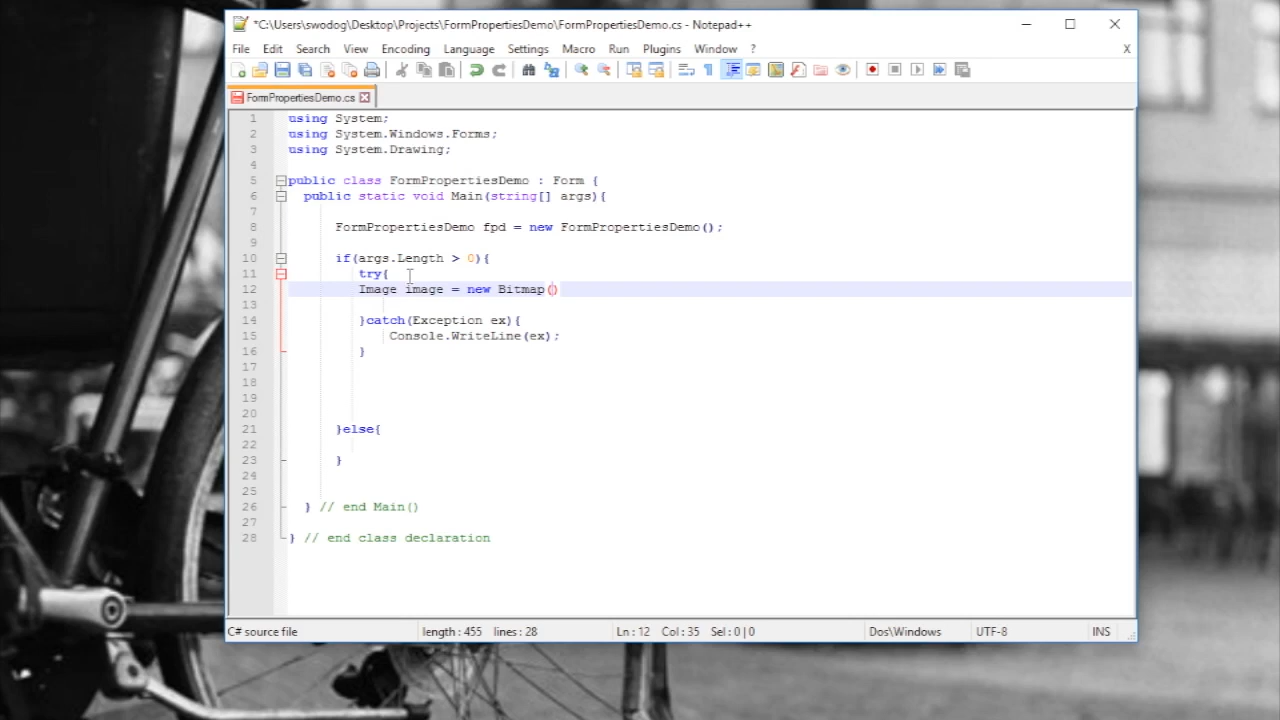 *C:\Users\swodog\Desktop\Projects\FormPropertiesDemo\FormPropertiesDemo.cs - Notepad++
File Edit Search View Encoding Language Settings Macro Run Plugins Window ? X
FormPropertiesDemo.cs
1 using System;
2 using System.Windows.Forms;
3 using System.Drawing;
4
5 public class FormPropertiesDemo : Form {
6 public static void Main(string[] args){
7
8 FormPropertiesDemo fpd = new FormPropertiesDemo();
9
10 if(args.Length > 0){
11 try{
12 Image image = new Bitmap()
13
14 }catch(Exception ex){
15 Console.WriteLine(ex);
16 }
17
18
19
20
21 }else{
22
23 }
24
25
26 } // end Main()
27
28 } // end class declaration
C# source file length : 455 lines : 28 Ln : 12 Col : 35 Sel : 0 | 0 Dos\Windows UTF-8 INS